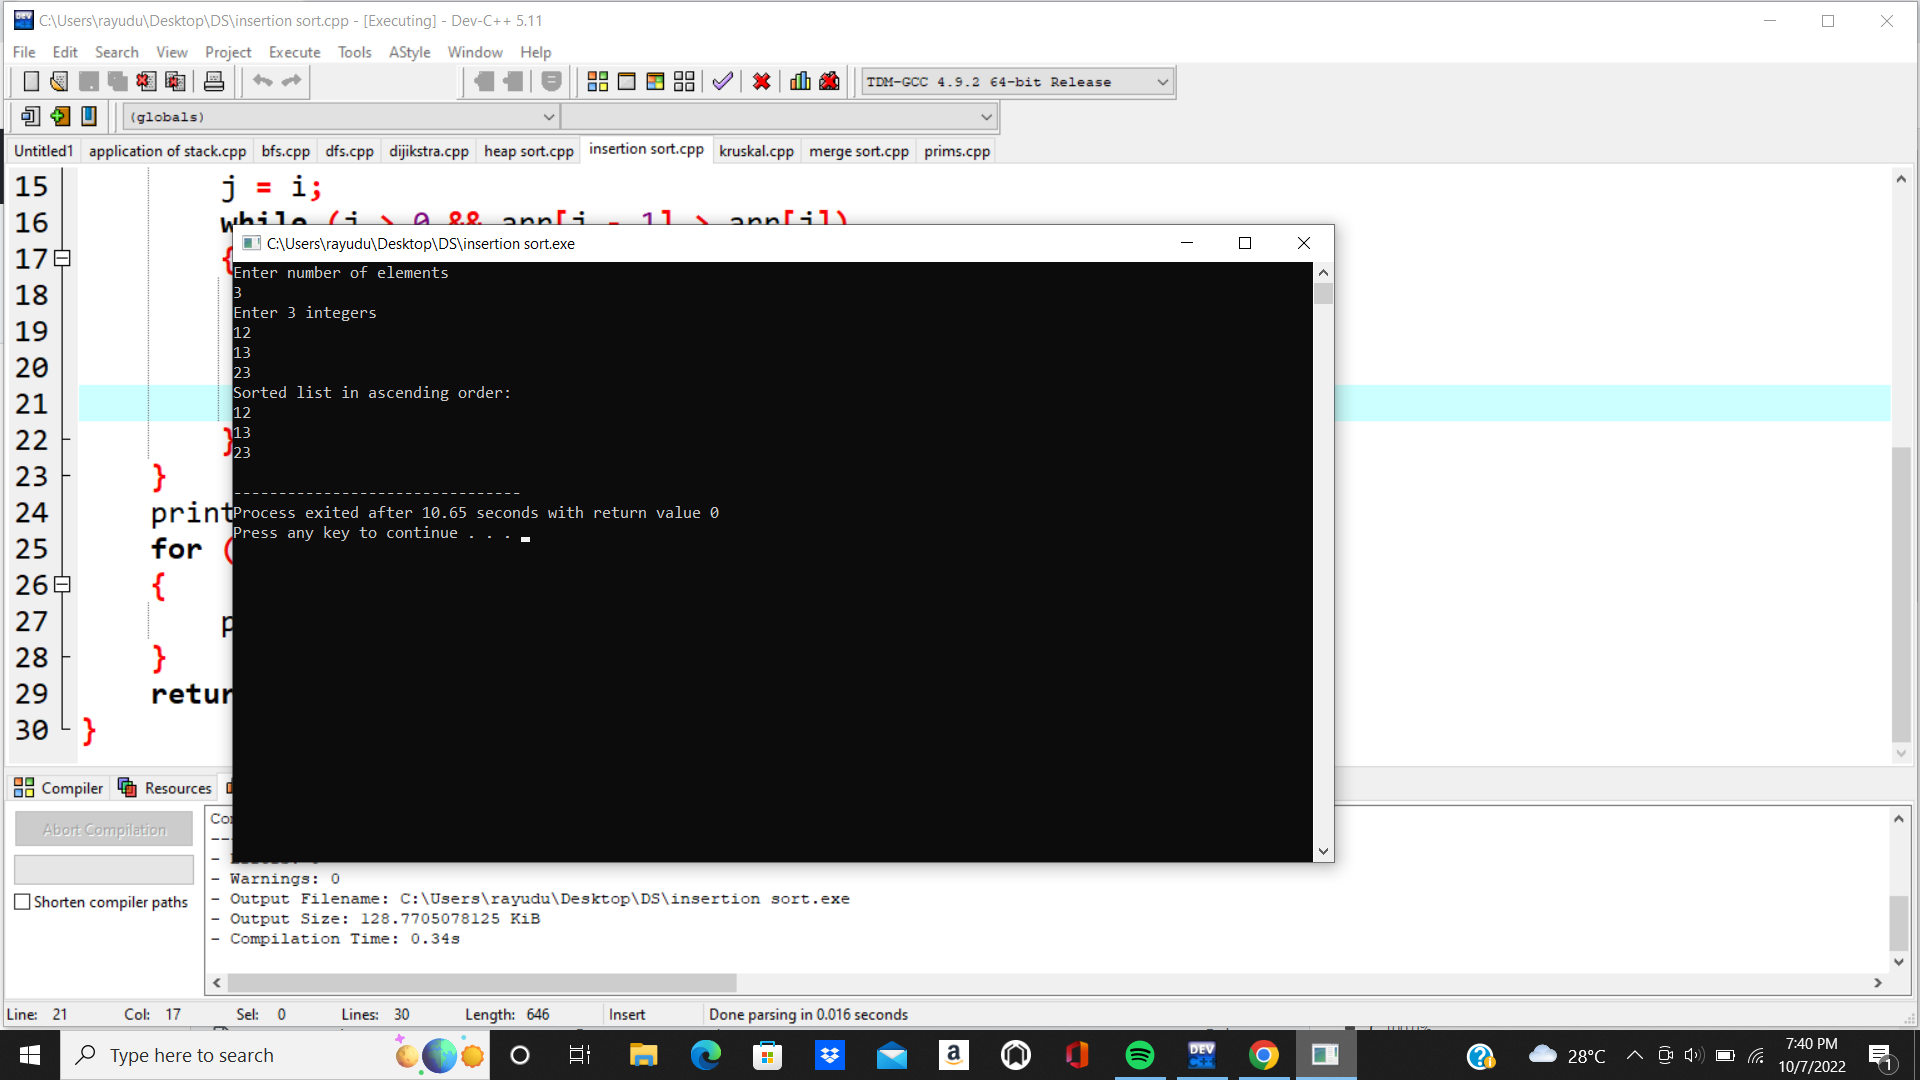 C:\Users\rayudu\Desktop\DS\insertion sort.cpp - [Executing] - Dev-C++ 5.11
File Edit Search View Project Execute Tools AStyle Window Help
TDM-GCC 4.9.2 64-bit Release
(globals)
Untitled1 application of stack.cpp bfs.cpp dfs.cpp dijikstra.cpp heap sort.cpp insertion sort.cpp kruskal.cpp merge sort.cpp prims.cpp
15 j = i;
16 while (j > 0 && arr[j - 1] > arr[j])
17 {
18
19
20
21
22 }
23 }
24 print
25 for (
26 {
27 p
28 }
29 retur
30 }
C:\Users\rayudu\Desktop\DS\insertion sort.exe
Enter number of elements
3
Enter 3 integers
12
13
23
Sorted list in ascending order:
12
13
23
--------------------------------
Process exited after 10.65 seconds with return value 0
Press any key to continue . . .
Compiler Resources
Abort Compilation
Shorten compiler paths
- Warnings: 0
- Output Filename: C:\Users\rayudu\Desktop\DS\insertion sort.exe
- Output Size: 128.7705078125 KiB
- Compilation Time: 0.34s
Line: 21 Col: 17 Sel: 0 Lines: 30 Length: 646 Insert Done parsing in 0.016 seconds
Type here to search
DEV
28°C
7:40 PM
10/7/2022
1